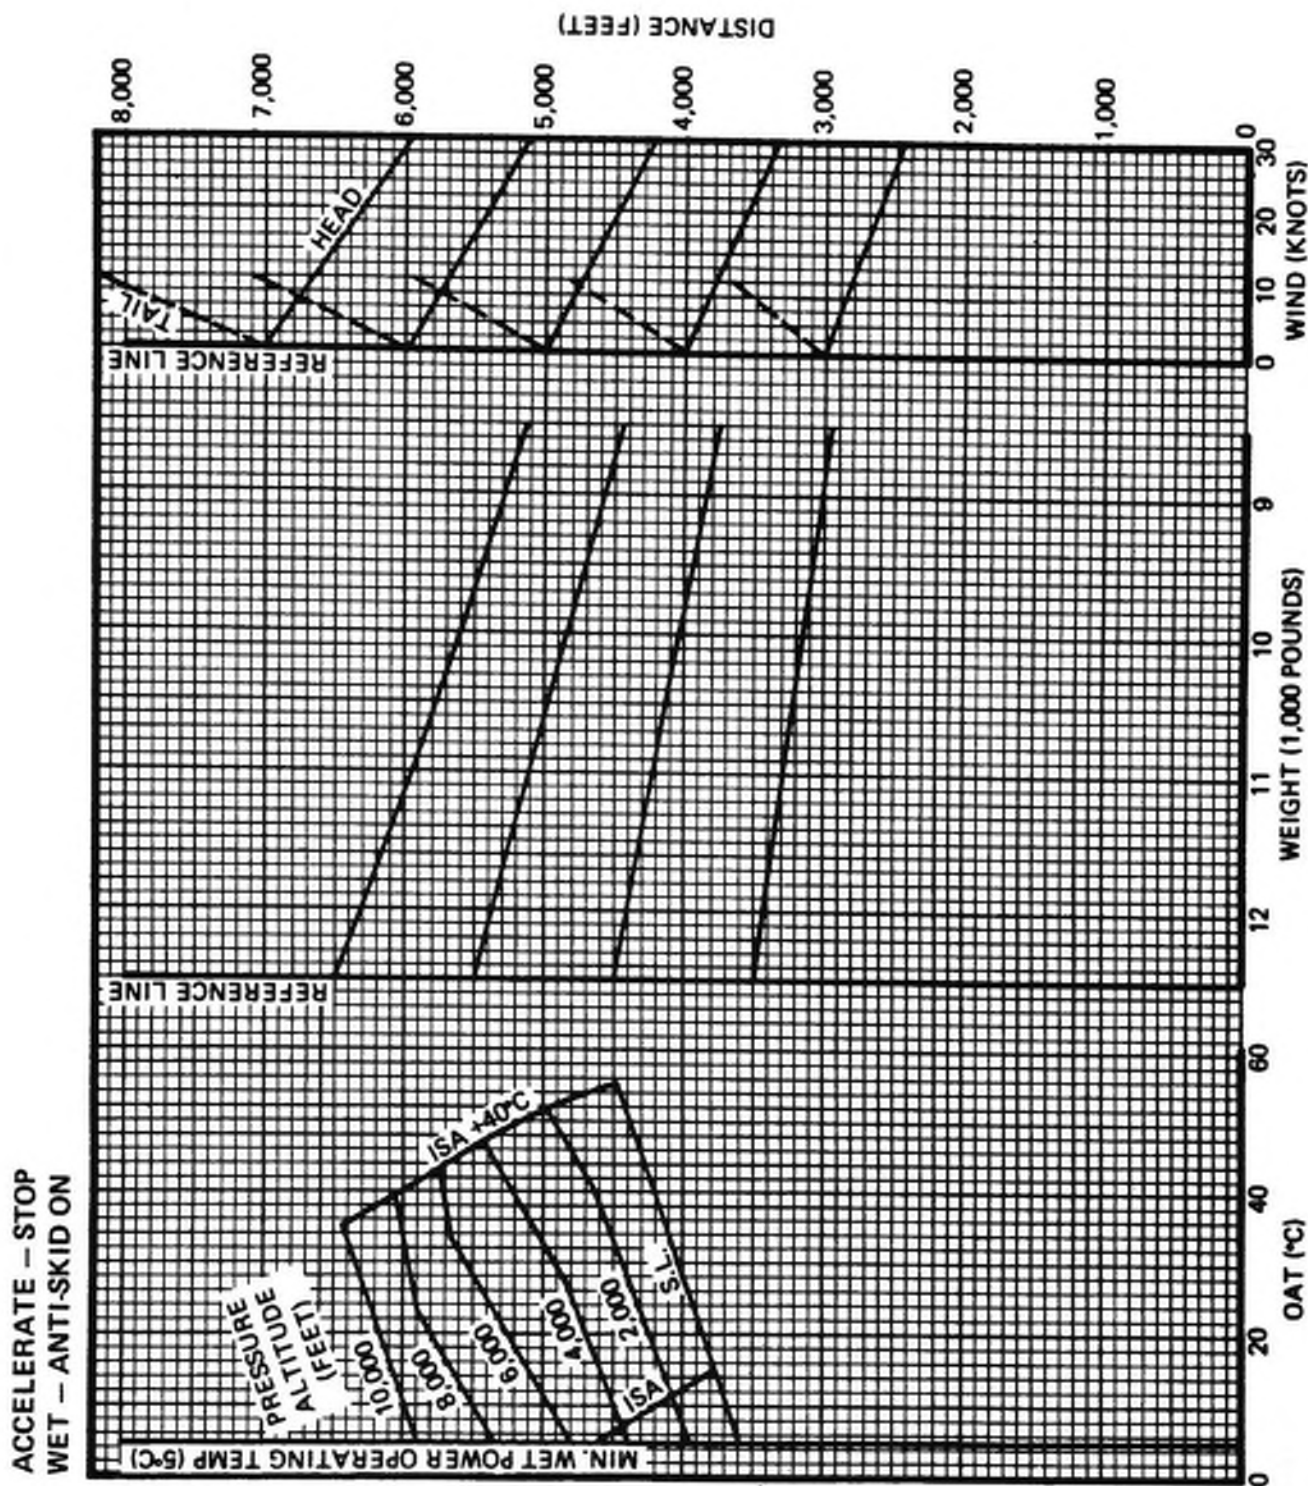 ACCELERATE – STOP
WET – ANTI-SKID ON
MIN. WET POWER OPERATING TEMP (5°C)
PRESSURE
ALTITUDE
(FEET)
10,000
8,000
6,000
4,000
2,000
S.L.
ISA
ISA +40°C
REFERENCE LINE
REFERENCE LINE
TAIL
HEAD
0
20
40
60
OAT (°C)
12
11
10
9
WEIGHT (1,000 POUNDS)
0
10
20
30
WIND (KNOTS)
8,000
7,000
6,000
5,000
4,000
3,000
2,000
1,000
0
DISTANCE (FEET)